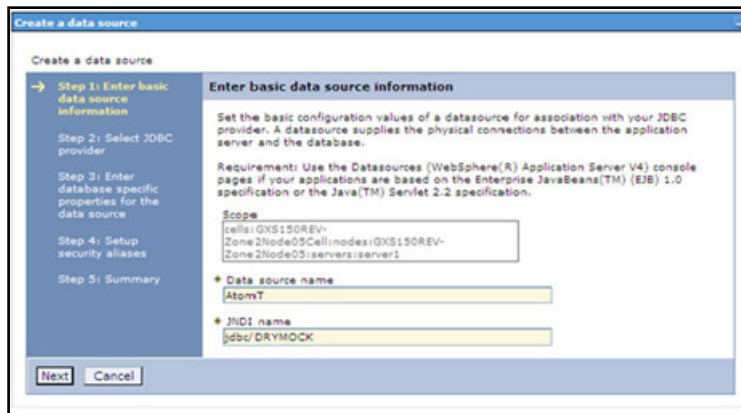 Create a data source
Create a data source
Step 1: Enter basic
data source
information
Step 2: Select JDBC
provider
Step 3: Enter
database specific
properties for the
data source
Step 4: Setup
security aliases
Step 5: Summary
Enter basic data source information
Set the basic configuration values of a datasource for association with your JDBC
provider. A datasource supplies the physical connections between the application
server and the database.
Requirement: Use the Datasources (WebSphere(R) Application Server V4) console
pages if your applications are based on the Enterprise JavaBeans(TM) (EJB) 1.0
specification or the Java(TM) Servlet 2.2 specification.
Scope
cells:GXS150REV-
Zone2Node05Cell:nodes:GXS150REV-
Zone2Node05:servers:server1
Data source name
AtomT
JNDI name
jdbc/DRYMOCK
Next
Cancel